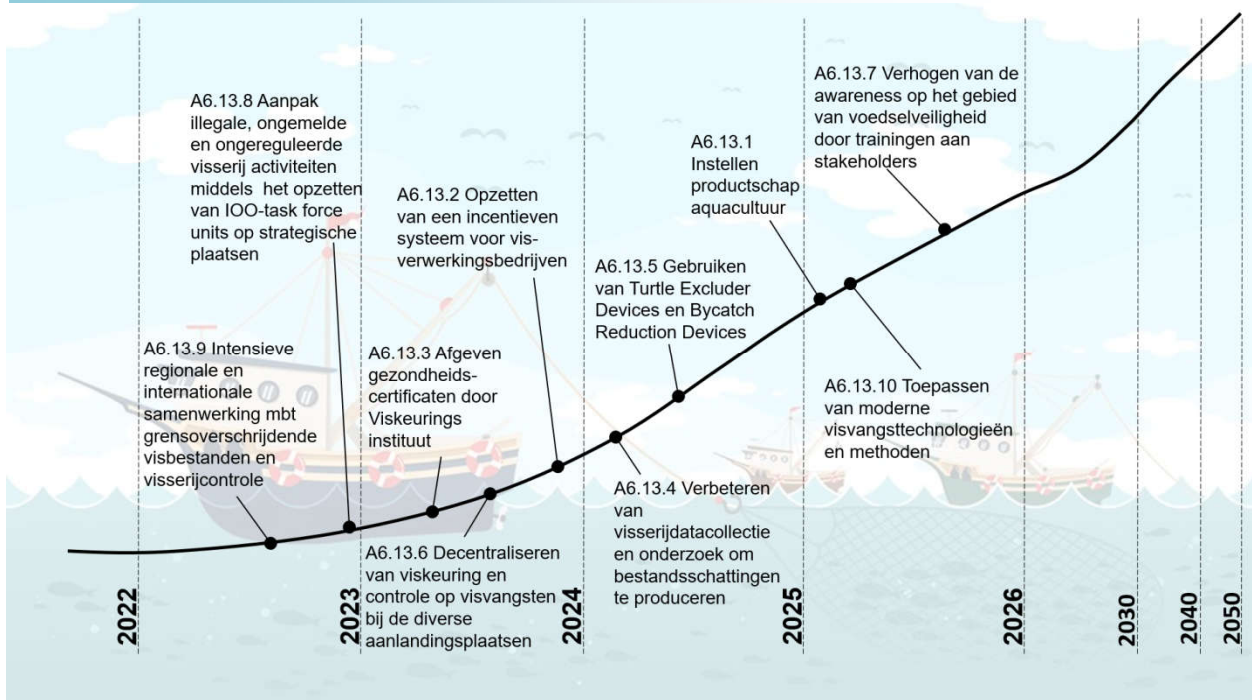 A6.13.9 Intensieve
regionale en
internationale
samenwerking mbt
grensoverschrijdende
visbestanden en
visserijcontrole
A6.13.8 Aanpak
illegale, ongemelde
en ongereguleerde
visserij activiteiten
middels  het opzetten
van IOO-task force
units op strategische
plaatsen
A6.13.3 Afgeven
gezondheids-
certificaten door
Viskeurings
instituut
A6.13.6 Decentraliseren
van viskeuring en
controle op visvangsten
bij de diverse
aanlandingsplaatsen
A6.13.2 Opzetten
van een incentieven
systeem voor vis-
verwerkingsbedrijven
A6.13.4 Verbeteren
van
visserijdatacollectie
en onderzoek om
bestandsschattingen
te produceren
A6.13.5 Gebruiken
van Turtle Excluder
Devices en Bycatch
Reduction Devices
A6.13.1
Instellen
productschap
aquacultuur
A6.13.10 Toepassen
van moderne
visvangsttechnologieën
en methoden
A6.13.7 Verhogen van de
awareness op het gebied
van voedselveiligheid
door trainingen aan
stakeholders
2022
2023
2024
2025
2026
2030
2040
2050